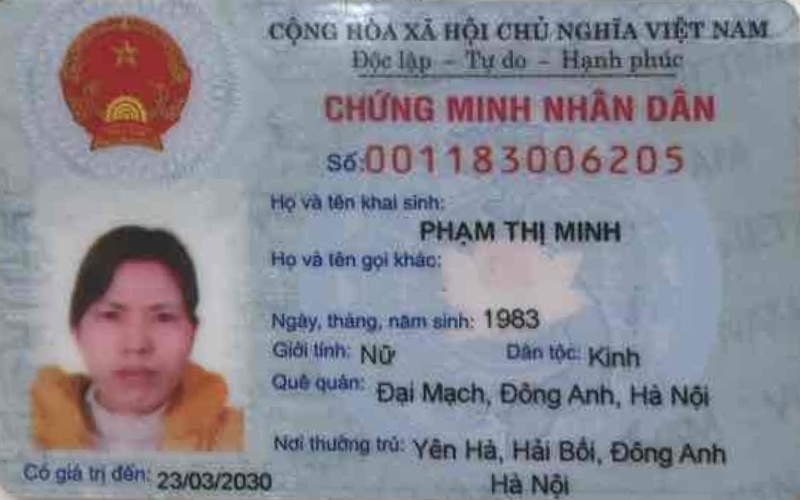 CỘNG HÒA XÃ HỘI CHỦ NGHĨA VIỆT NAM
Độc lập - Tự do - Hạnh phúc
CHỨNG MINH NHÂN DÂN
Số:001183006205
Họ và tên khai sinh:
PHẠM THỊ MINH
Họ và tên gọi khác:
Ngày, tháng, năm sinh: 1983
Giới tính: Nữ Dân tộc: Kinh
Quê quán: Đại Mạch, Đông Anh, Hà Nội
Nơi thường trú: Yên Hà, Hải Bối, Đông Anh
Hà Nội
Có giá trị đến: 23/03/2030